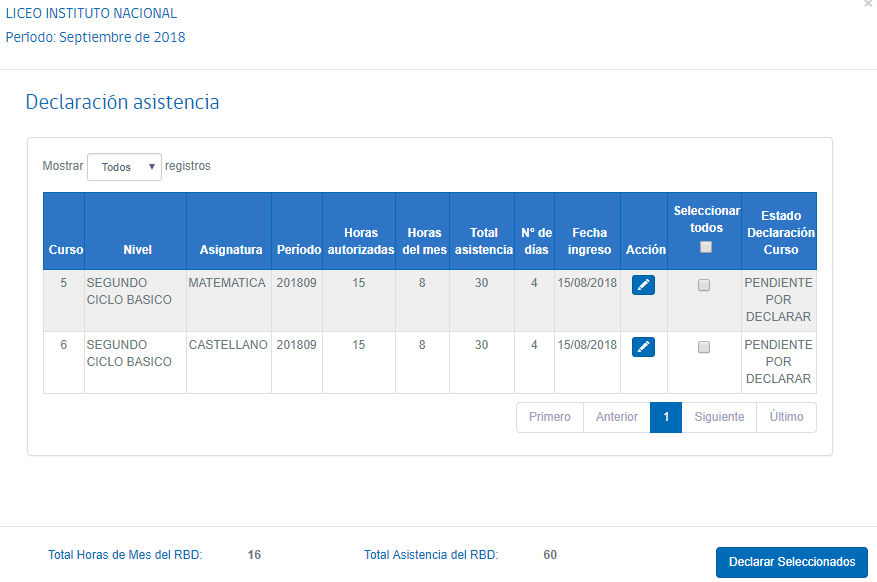 ×
LICEO INSTITUTO NACIONAL
Período: Septiembre de 2018
Declaración asistencia
Mostrar Todos ▼ registros
Curso Nivel Asignatura Período Horas autorizadas Horas del mes Total asistencia Nº de días Fecha ingreso Acción Seleccionar todos Estado Declaración Curso
5 SEGUNDO CICLO BASICO MATEMATICA 201809 15 8 30 4 15/08/2018 PENDIENTE POR DECLARAR
6 SEGUNDO CICLO BASICO CASTELLANO 201809 15 8 30 4 15/08/2018 PENDIENTE POR DECLARAR
Primero Anterior 1 Siguiente Último
Total Horas de Mes del RBD: 16 Total Asistencia del RBD: 60 Declarar Seleccionados